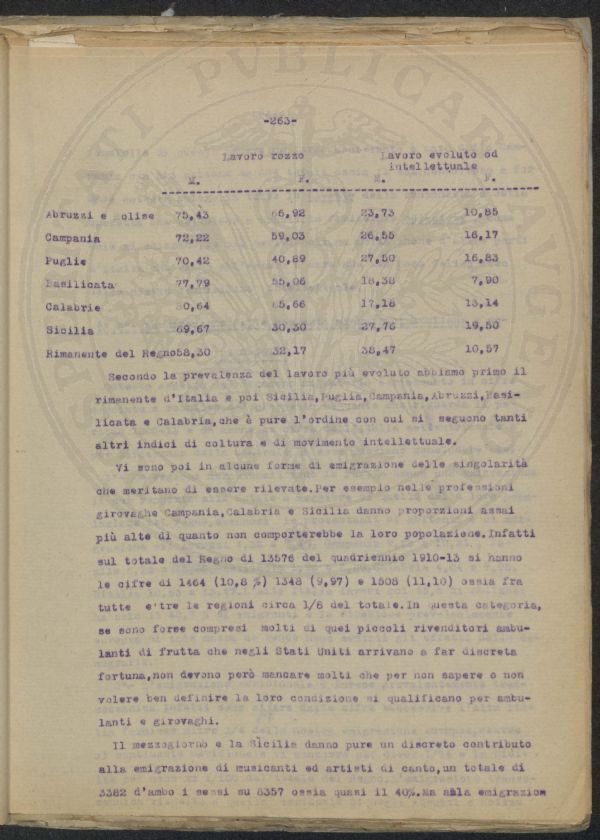 -263-
Lavoro rozzo Lavoro evoluto od
intellettuale
M. F. M. F.
Abruzzi e Molise 75,43 66,92 23,73 10,85
Campania 72,22 59,03 26,55 16,17
Puglie 70,42 40,89 27,50 16,83
Basilicata 77,79 55,06 18,38 7,90
Calabrie 80,64 65,66 17,18 13,14
Sicilia 69,67 30,30 27,76 19,50
Rimanente del Regno58,30 32,17 38,47 10,57
Secondo la prevalenza del lavoro più evoluto abbiamo primo il
rimanente d'Italia e poi Sicilia,Puglia,Campania,Abruzzi,Basi-
licata e Calabria,che è pure l'ordine con cui si seguono tanti
altri indici di coltura e di movimento intellettuale.
Vi sono poi in alcune forme di emigrazione delle singolarità
che meritano di essere rilevate.Per esempio nelle professioni
girovaghe Campania,Calabria e Sicilia danno proporzioni assai
più alte di quanto non comporterebbe la loro popolazione.Infatti
sul totale del Regno di 13576 del quadriennio 1910-13 si hanno
le cifre di 1464 (10,8 %) 1348 (9,97) e 1508 (11,10) ossia fra
tutte e'tre le regioni circa 1/8 del totale.In questa categoria,
se sono forse compresi molti di quei piccoli rivenditori ambu-
lanti di frutta che negli Stati Uniti arrivano a far discreta
fortuna,non devono però mancare molti che per non sapere o non
volere ben definire la loro condizione si qualificano per ambu-
lanti e girovaghi.
Il mezzogiorno e la Sicilia danno pure un discreto contributo
alla emigrazione di musicanti ed artisti di canto,un totale di
3382 d'ambo i sessi su 8357 ossia quasi il 40%.Ma alla emigrazion